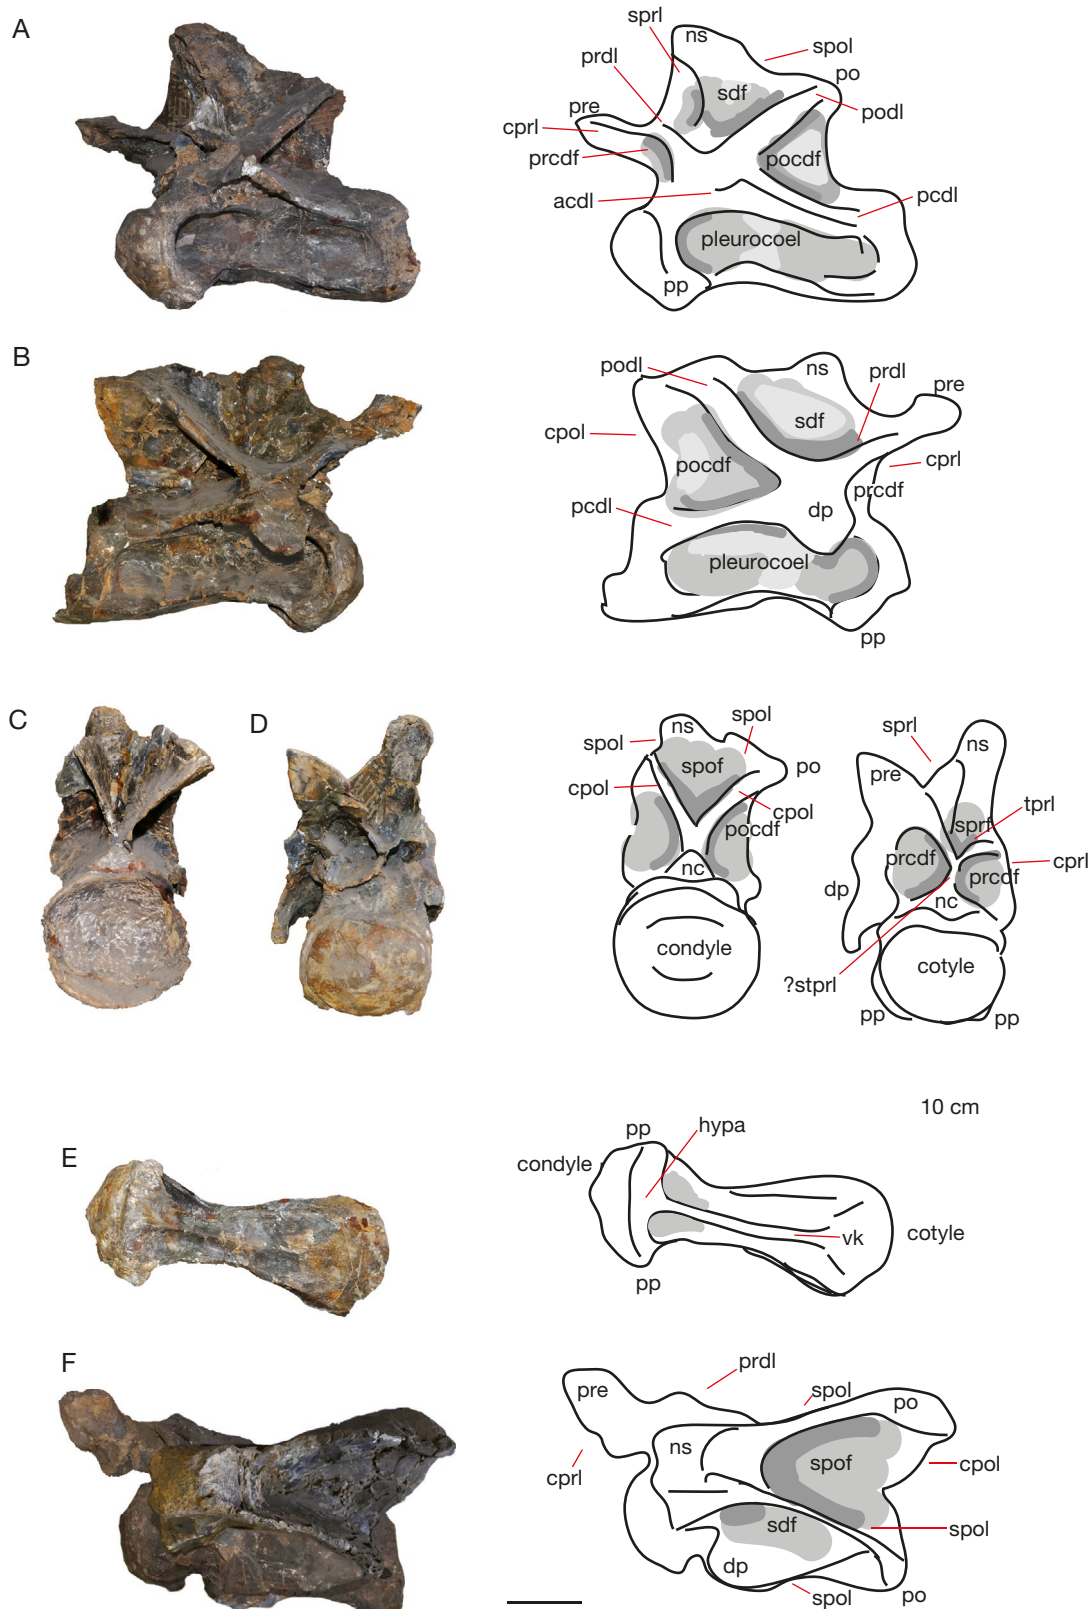 A
sprl
ns
spol
prdl
po
sdf
pre
podl
cprl
prcdf
pocdf
acdl
pcdl
pleurocoel
pp
B
podl
ns
prdl
pre
sdf
cpol
pocdf
cprl
prcdf
pcdl
dp
pleurocoel
pp
C
D
ns
spol
spol
po
spof
cpol
cpol
pocdf
nc
condyle
sprl
ns
pre
tprl
sprf
prcdf
cprl
prcdf
dp
nc
cotyle
?stprl
pp
pp
10 cm
E
pp
hypa
condyle
vk
cotyle
pp
F
prdl
pre
spol
po
ns
spof
cpol
cprl
sdf
spol
dp
spol
po